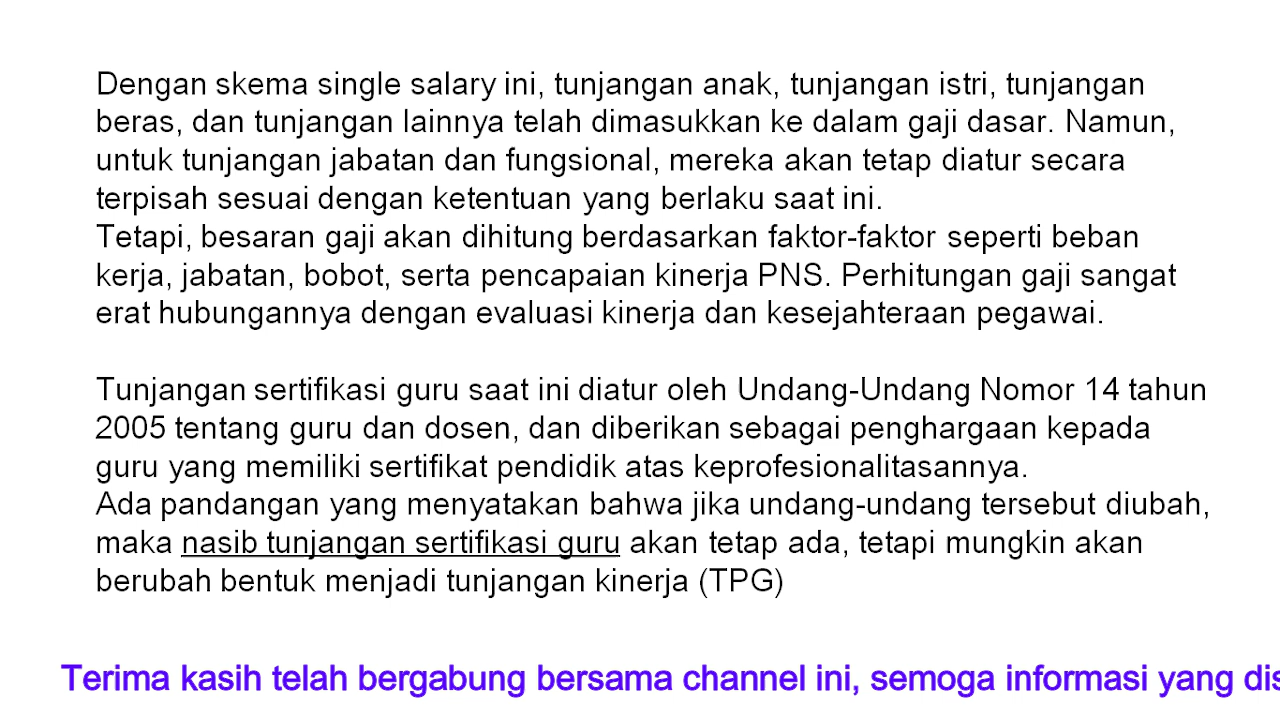 Dengan skema single salary ini, tunjangan anak, tunjangan istri, tunjangan
beras, dan tunjangan lainnya telah dimasukkan ke dalam gaji dasar. Namun,
untuk tunjangan jabatan dan fungsional, mereka akan tetap diatur secara
terpisah sesuai dengan ketentuan yang berlaku saat ini.
Tetapi, besaran gaji akan dihitung berdasarkan faktor-faktor seperti beban
kerja, jabatan, bobot, serta pencapaian kinerja PNS. Perhitungan gaji sangat
erat hubungannya dengan evaluasi kinerja dan kesejahteraan pegawai.
Tunjangan sertifikasi guru saat ini diatur oleh Undang-Undang Nomor 14 tahun
2005 tentang guru dan dosen, dan diberikan sebagai penghargaan kepada
guru yang memiliki sertifikat pendidik atas keprofesionalitasannya.
Ada pandangan yang menyatakan bahwa jika undang-undang tersebut diubah,
maka nasib tunjangan sertifikasi guru akan tetap ada, tetapi mungkin akan
berubah bentuk menjadi tunjangan kinerja (TPG)
Terima kasih telah bergabung bersama channel ini, semoga informasi yang